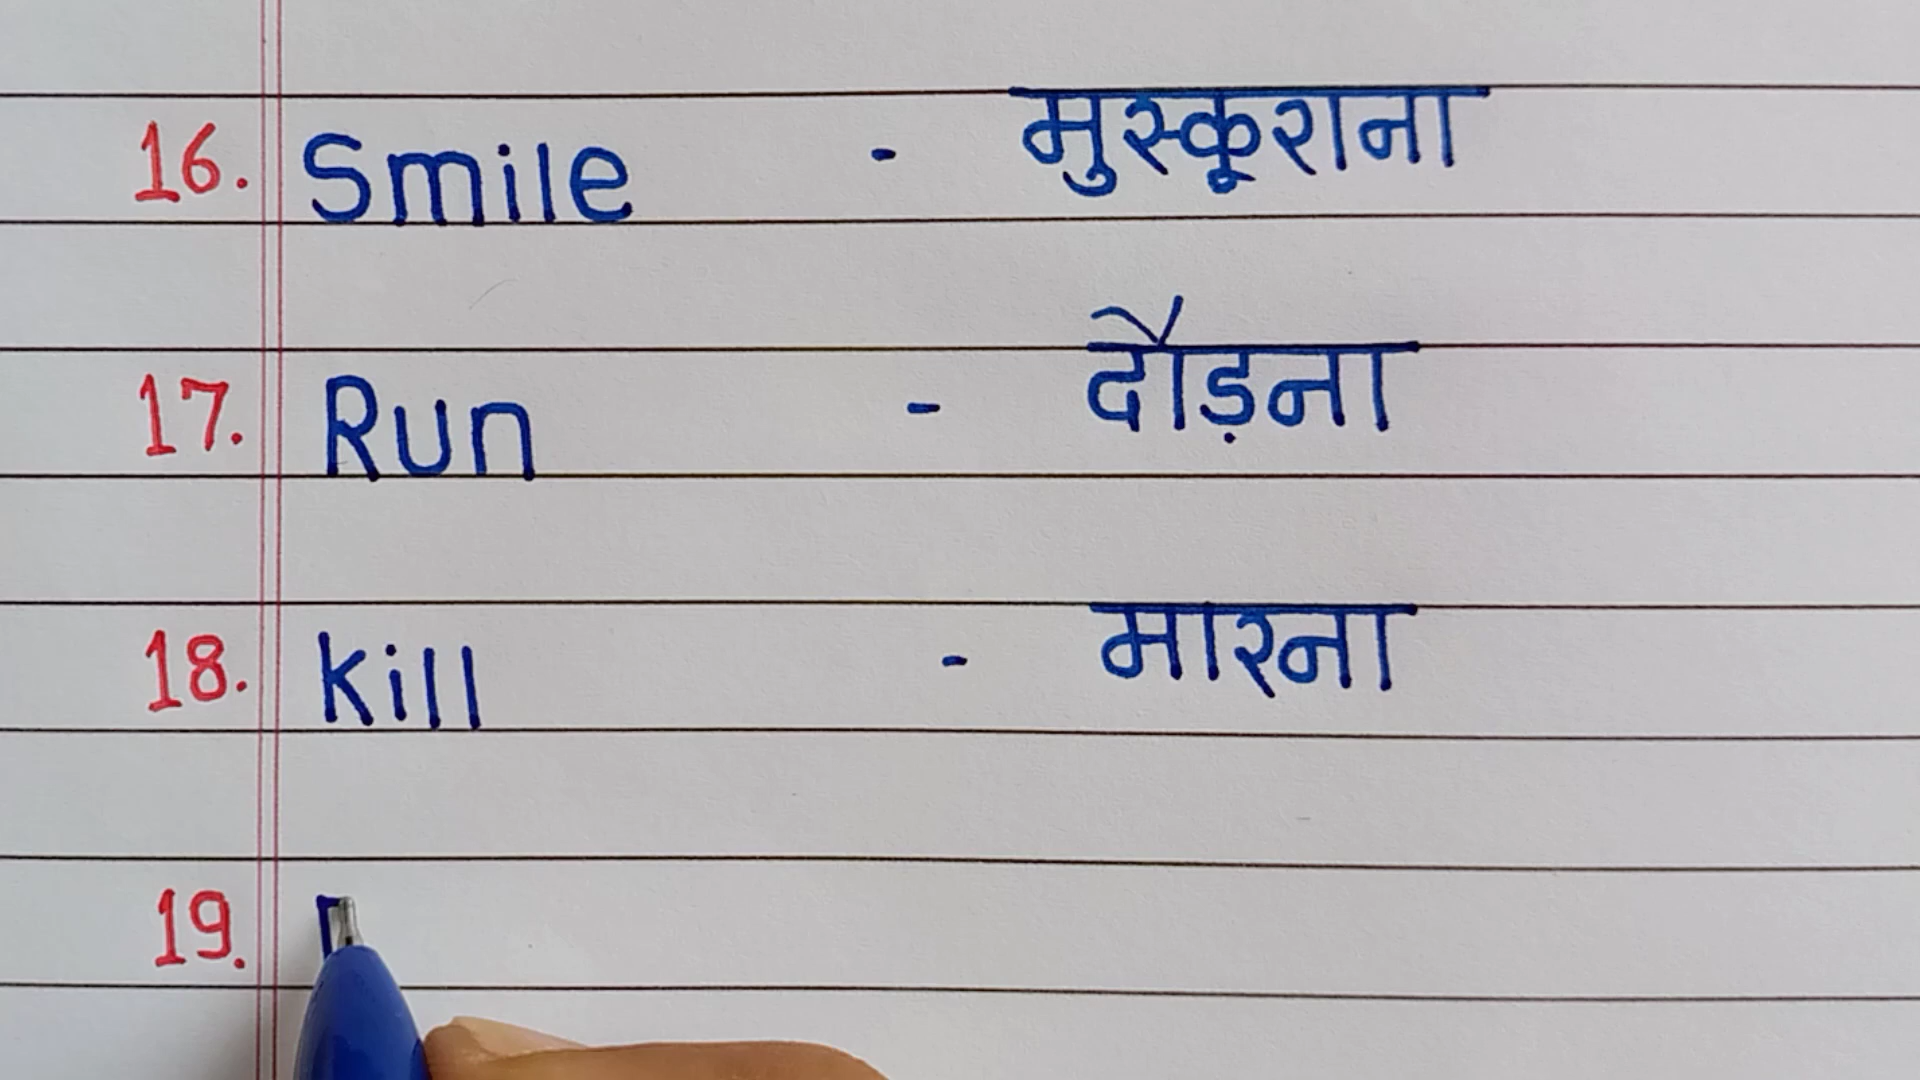 16. Smile - मुस्कूराना
17. Run - दौड़ना
18. Kill - मारना
19.